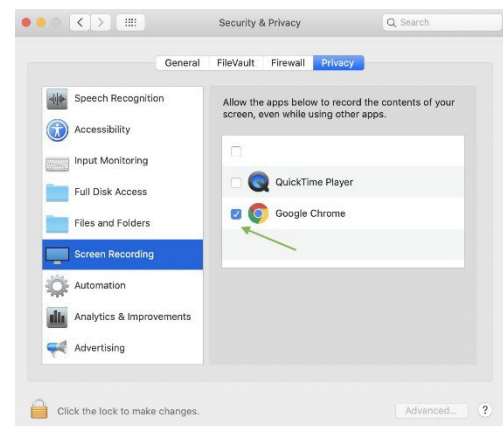 Security & Privacy
Search
General FileVault Firewall Privacy
Speech Recognition
Accessibility
Input Monitoring
Full Disk Access
Files and Folders
Screen Recording
Automation
Analytics & Improvements
Advertising
Allow the apps below to record the contents of your
screen, even while using other apps.
QuickTime Player
Google Chrome
Click the lock to make changes.
Advanced...
?